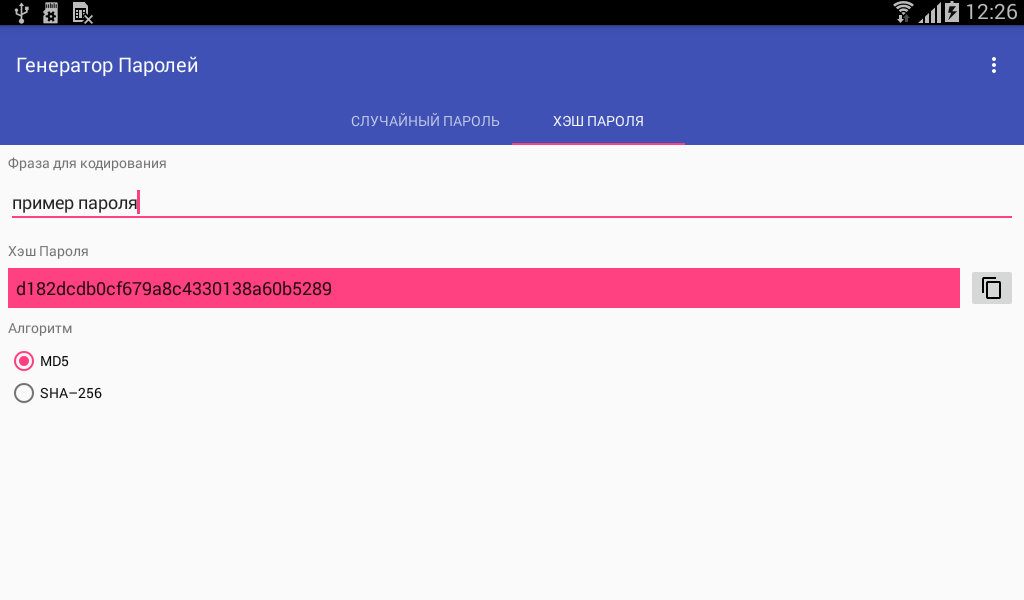 12:26
Генератор Паролей
СЛУЧАЙНЫЙ ПАРОЛЬ ХЭШ ПАРОЛЯ
Фраза для кодирования
пример пароля
Хэш Пароля
d182dcdb0cf679a8c4330138a60b5289
Алгоритм
MD5
SHA-256